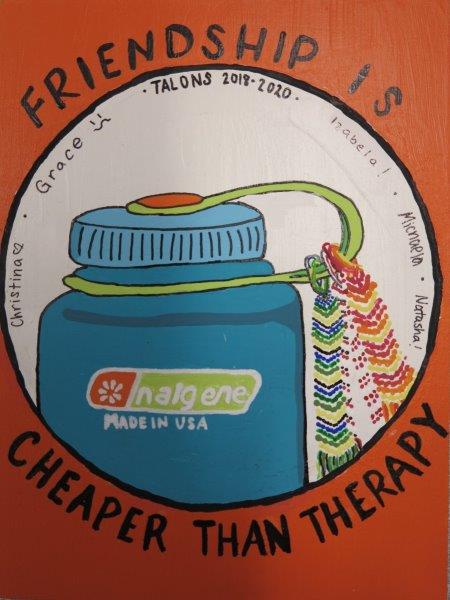 FRIENDSHIP IS
· TALONS 2018-2020 ·
Grace
Christina
Izabela!
Michaela
Natasha!
nalgene
MADE IN USA
CHEAPER THAN THERAPY